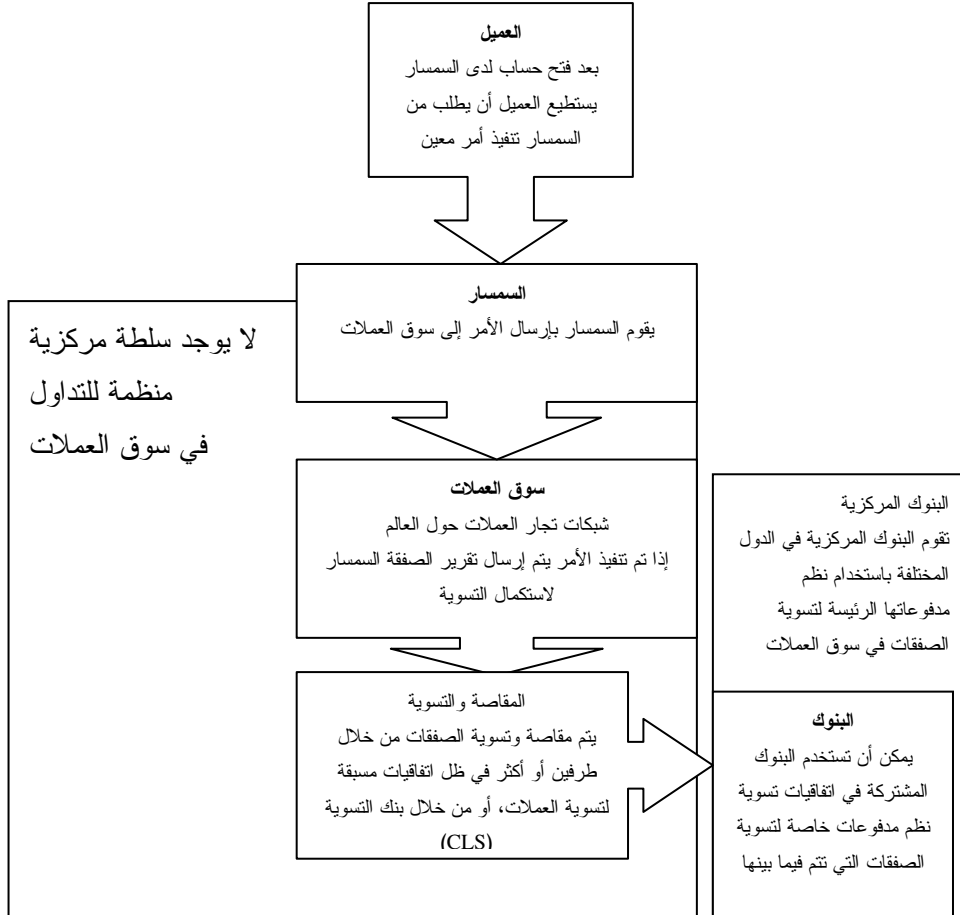 العميل
بعد فتح حساب لدى السمسار
يستطيع العميل أن يطلب من
السمسار تنفيذ أمر معين
السمسار
يقوم السمسار بإرسال الأمر إلى سوق العملات
لا يوجد سلطة مركزية
منظمة للتداول
في سوق العملات
سوق العملات
شبكات تجار العملات حول العالم
إذا تم تنفيذ الأمر يتم إرسال تقرير الصفقة السمسار
لاستكمال التسوية
البنوك المركزية
تقوم البنوك المركزية في الدول
المختلفة باستخدام نظم
مدفوعاتها الرئيسة لتسوية
الصفقات في سوق العملات
المقاصة والتسوية
يتم مقاصة وتسوية الصفقات من خلال
طرفين أو أكثر في ظل اتفاقيات مسبقة
لتسوية العملات، أو من خلال بنك التسوية
(CLS)
البنوك
يمكن أن تستخدم البنوك
المشتركة في اتفاقيات تسوية
نظم مدفوعات خاصة لتسوية
الصفقات التي تتم فيما بينها